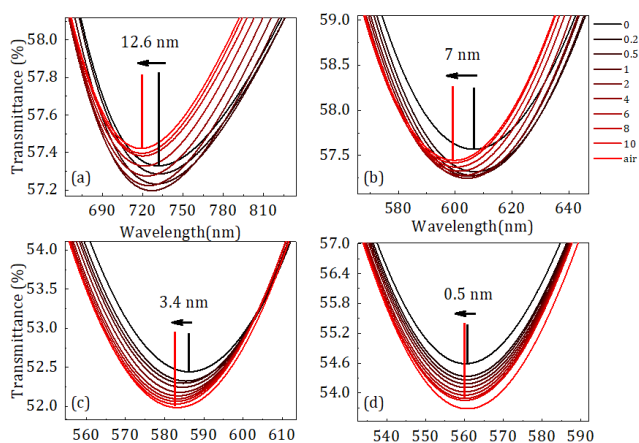 58.1
58.0
57.8
57.6
57.4
57.2
12.6 nm
(a)
Transmittance (%)
690 720 750 780 810
Wavelength(nm)
59.0
58.5
58.0
57.5
7 nm
(b)
580 600 620 640
Wavelength(nm)
0
0.2
0.5
1
2
4
6
8
10
air
54.0
53.5
53.0
52.5
52.0
3.4 nm
(c)
Transmittance (%)
560 570 580 590 600 610
57.0
56.4
55.8
55.2
54.6
54.0
0.5 nm
(d)
540 550 560 570 580 590